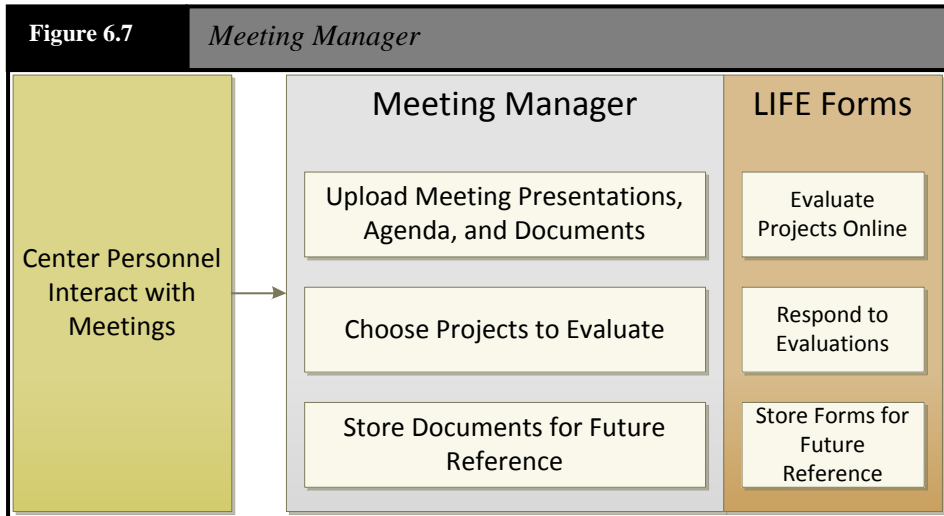 Figure 6.7
Meeting Manager
Center Personnel
Interact with
Meetings
Meeting Manager
Upload Meeting Presentations,
Agenda, and Documents
Choose Projects to Evaluate
Store Documents for Future
Reference
LIFE Forms
Evaluate
Projects Online
Respond to
Evaluations
Store Forms for
Future
Reference